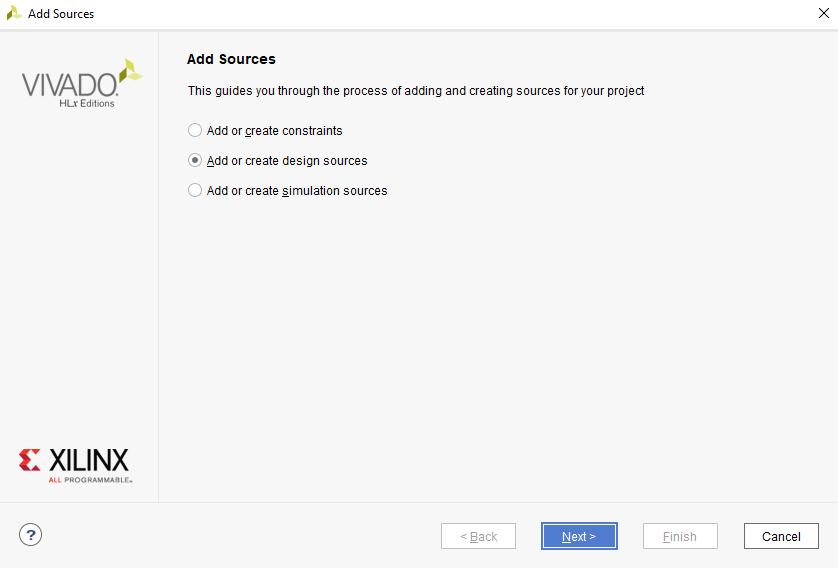 Add Sources
VIVADO.
HLx Editions
Add Sources
This guides you through the process of adding and creating sources for your project
Add or create constraints
Add or create design sources
Add or create simulation sources
XILINX
ALL PROGRAMMABLE™
?
< Back
Next >
Finish
Cancel